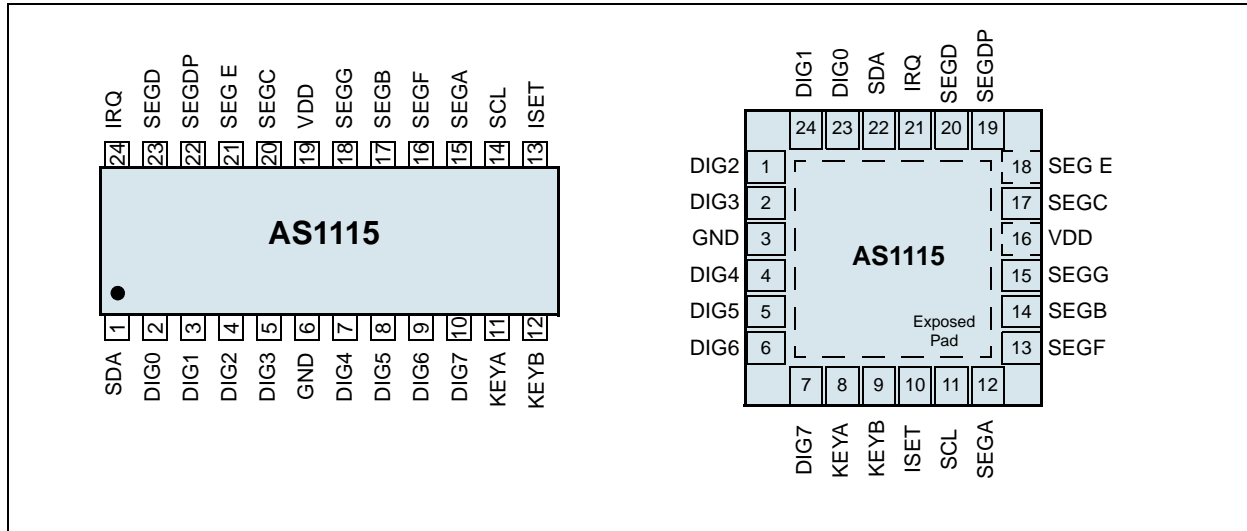 IRQ SEGD SEGDP SEG E SEGC VDD SEGG SEGB SEGF SEGA SCL ISET
24 23 22 21 20 19 18 17 16 15 14 13
AS1115
1 2 3 4 5 6 7 8 9 10 11 12
SDA DIG0 DIG1 DIG2 DIG3 GND DIG4 DIG5 DIG6 DIG7 KEYA KEYB
DIG1 DIG0 SDA IRQ SEGD SEGDP
24 23 22 21 20 19
DIG2 1 18 SEG E
DIG3 2 17 SEGC
GND 3 16 VDD
AS1115
DIG4 4 15 SEGG
DIG5 5 14 SEGB
Exposed
Pad
DIG6 6 13 SEGF
7 8 9 10 11 12
DIG7 KEYA KEYB ISET SCL SEGA